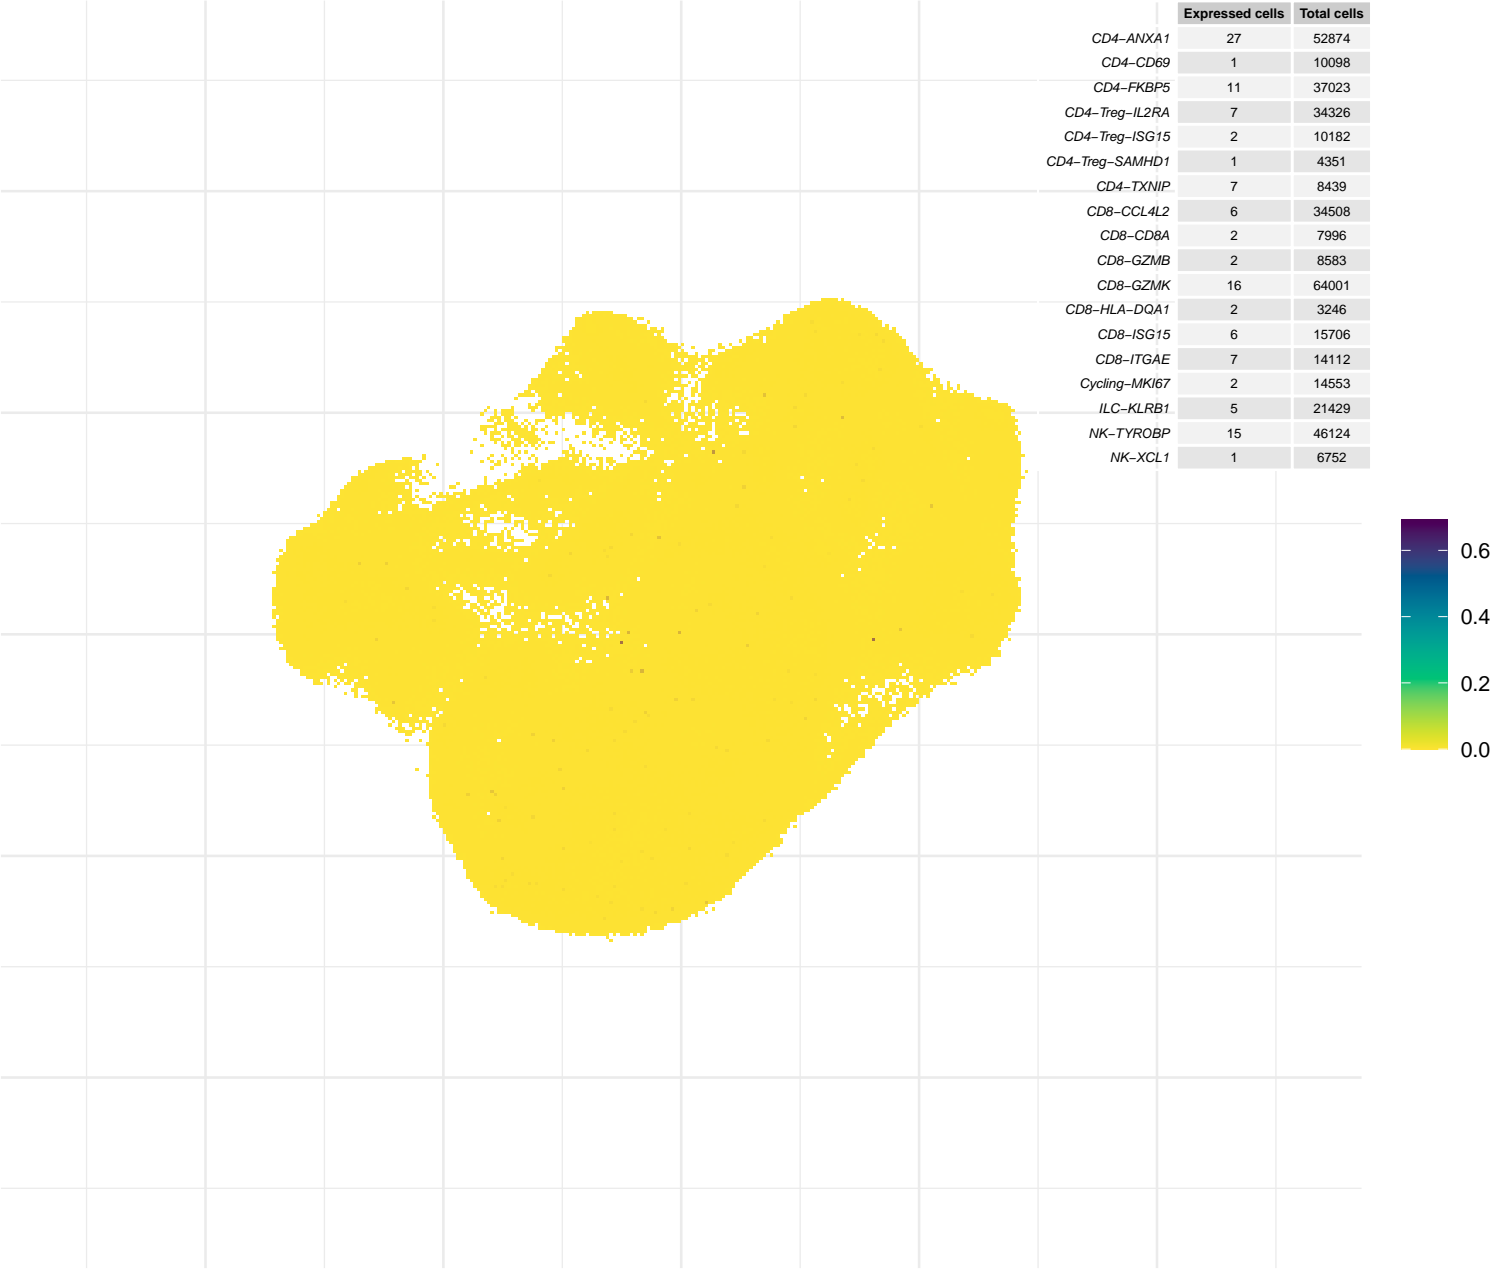 Expressed cells Total cells
CD4−ANXA1 27 52874
CD4−CD69 1 10098
CD4−FKBP5 11 37023
CD4−Treg−IL2RA 7 34326
CD4−Treg−ISG15 2 10182
CD4−Treg−SAMHD1 1 4351
CD4−TXNIP 7 8439
CD8−CCL4L2 6 34508
CD8−CD8A 2 7996
CD8−GZMB 2 8583
CD8−GZMK 16 64001
CD8−HLA−DQA1 2 3246
CD8−ISG15 6 15706
CD8−ITGAE 7 14112
Cycling−MKI67 2 14553
ILC−KLRB1 5 21429
NK−TYROBP 15 46124
NK−XCL1 1 6752
0.6
0.4
0.2
0.0